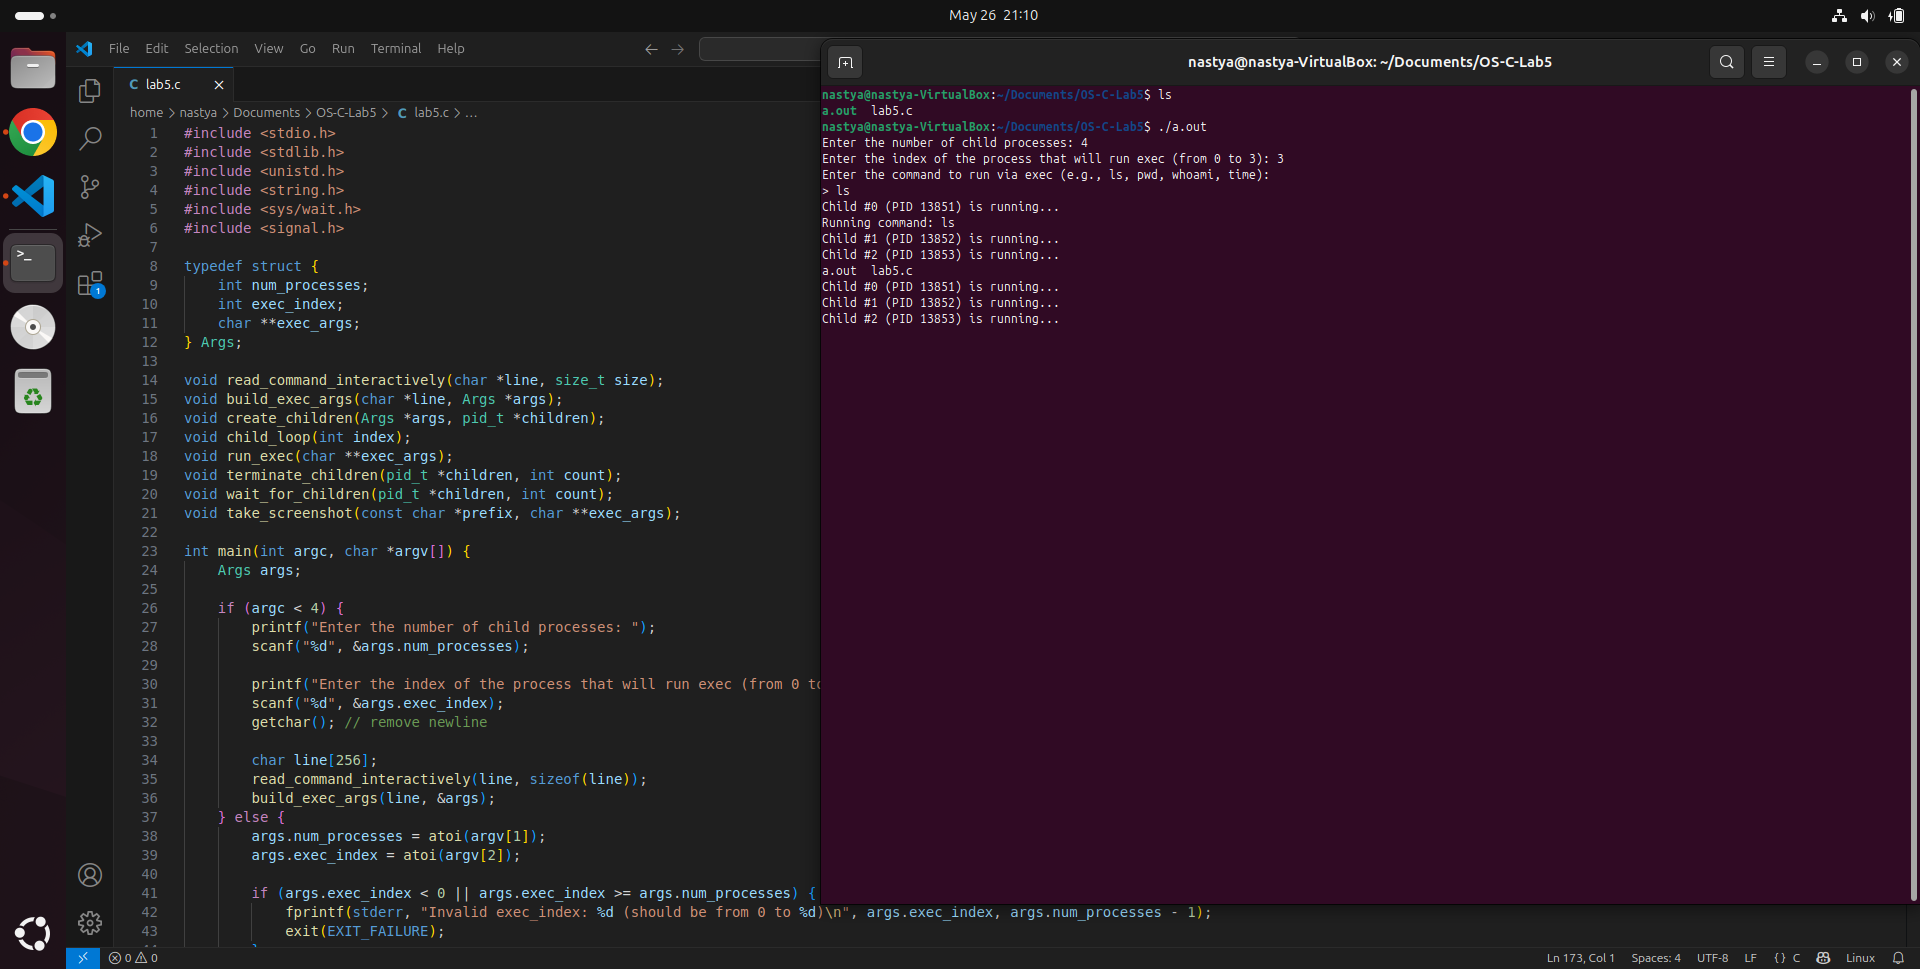 May 26  21:10
File  Edit  Selection  View  Go  Run  Terminal  Help
C lab5.c
home > nastya > Documents > OS-C-Lab5 > C lab5.c > ...
1 #include <stdio.h>
2 #include <stdlib.h>
3 #include <unistd.h>
4 #include <string.h>
5 #include <sys/wait.h>
6 #include <signal.h>
7
8 typedef struct {
9     int num_processes;
10     int exec_index;
11     char **exec_args;
12 } Args;
13
14 void read_command_interactively(char *line, size_t size);
15 void build_exec_args(char *line, Args *args);
16 void create_children(Args *args, pid_t *children);
17 void child_loop(int index);
18 void run_exec(char **exec_args);
19 void terminate_children(pid_t *children, int count);
20 void wait_for_children(pid_t *children, int count);
21 void take_screenshot(const char *prefix, char **exec_args);
22
23 int main(int argc, char *argv[]) {
24     Args args;
25
26     if (argc < 4) {
27         printf("Enter the number of child processes: ");
28         scanf("%d", &args.num_processes);
29
30         printf("Enter the index of the process that will run exec (from 0 to
31         scanf("%d", &args.exec_index);
32         getchar(); // remove newline
33
34         char line[256];
35         read_command_interactively(line, sizeof(line));
36         build_exec_args(line, &args);
37     } else {
38         args.num_processes = atoi(argv[1]);
39         args.exec_index = atoi(argv[2]);
40
41         if (args.exec_index < 0 || args.exec_index >= args.num_processes) {
42             fprintf(stderr, "Invalid exec_index: %d (should be from 0 to %d)\n", args.exec_index, args.num_processes - 1);
43             exit(EXIT_FAILURE);
1
nastya@nastya-VirtualBox: ~/Documents/OS-C-Lab5
nastya@nastya-VirtualBox:~/Documents/OS-C-Lab5$ ls
a.out  lab5.c
nastya@nastya-VirtualBox:~/Documents/OS-C-Lab5$ ./a.out
Enter the number of child processes: 4
Enter the index of the process that will run exec (from 0 to 3): 3
Enter the command to run via exec (e.g., ls, pwd, whoami, time):
> ls
Child #0 (PID 13851) is running...
Running command: ls
Child #1 (PID 13852) is running...
Child #2 (PID 13853) is running...
a.out  lab5.c
Child #0 (PID 13851) is running...
Child #1 (PID 13852) is running...
Child #2 (PID 13853) is running...
0  0  Ln 173, Col 1  Spaces: 4  UTF-8  LF  {} C  Linux